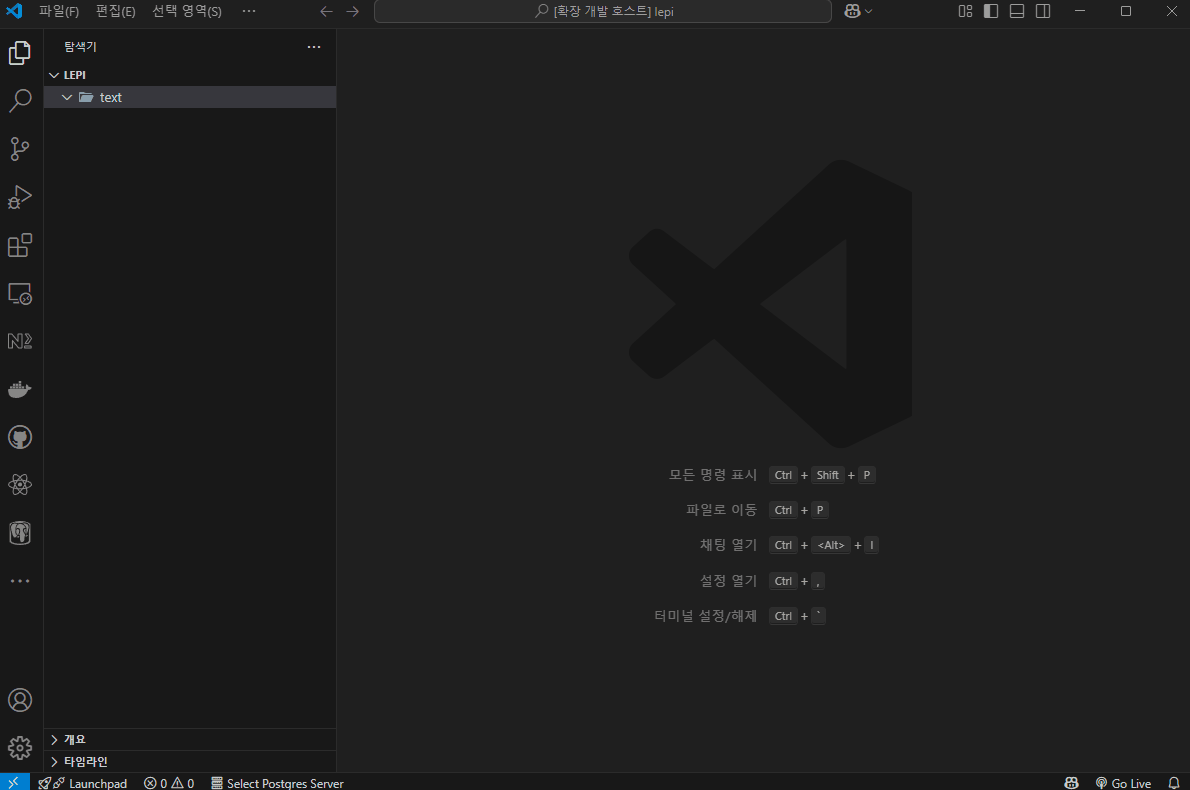 파일(F) 편집(E) 선택 영역(S) ··· [확장 개발 호스트] lepi
탐색기 ···
LEPI
text
모든 명령 표시 Ctrl + Shift + P
파일로 이동 Ctrl + P
채팅 열기 Ctrl + <Alt> + I
설정 열기 Ctrl + ,
터미널 설정/해제 Ctrl + `
개요
타임라인
Launchpad 0 0 Select Postgres Server Go Live